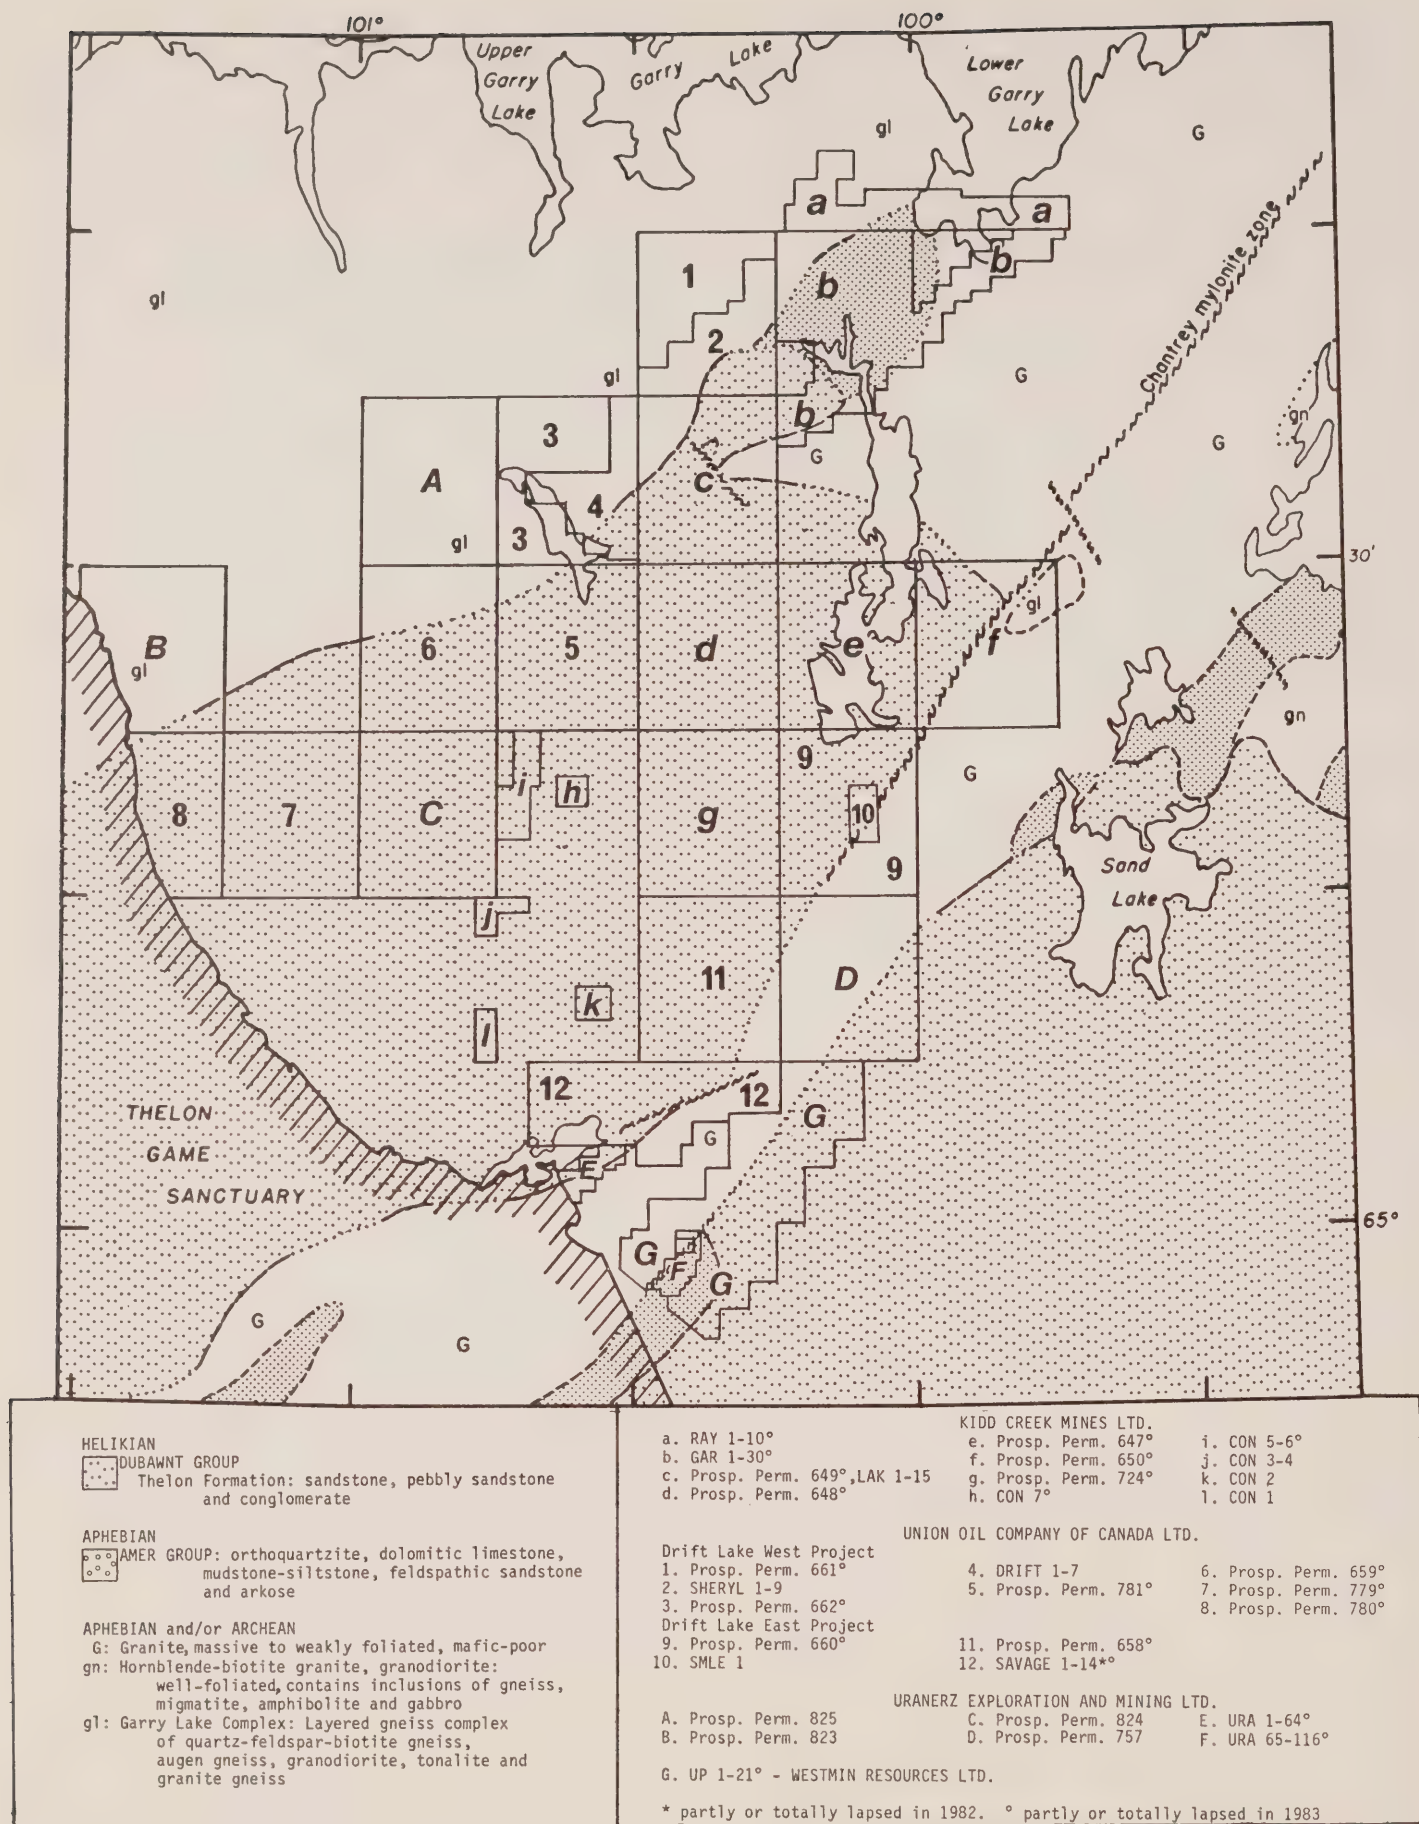 101°
100°
Upper
Garry
Lake
Garry Lake
Lower
Garry
Lake
gl
G
a
a
Chantrey mylonite zone
b
b
1
gl
2
G
gl
b
gn
3
G
A
G
c
4
gl
3
30'
B
gl
6
5
d
e
f
gl
gn
9
G
i
h
8
7
C
g
10
9
Sand
Lake
j
11
D
k
l
12
12
G
THELON
GAME
SANCTUARY
G
E
65°
G
F
G
G
G
HELIKIAN
DUBAWNT GROUP
Thelon Formation: sandstone, pebbly sandstone
and conglomerate
APHEBIAN
AMER GROUP: orthoquartzite, dolomitic limestone,
mudstone-siltstone, feldspathic sandstone
and arkose
APHEBIAN and/or ARCHEAN
G: Granite, massive to weakly foliated, mafic-poor
gn: Hornblende-biotite granite, granodiorite:
well-foliated, contains inclusions of gneiss,
migmatite, amphibolite and gabbro
gl: Garry Lake Complex: Layered gneiss complex
of quartz-feldspar-biotite gneiss,
augen gneiss, granodiorite, tonalite and
granite gneiss
KIDD CREEK MINES LTD.
a. RAY 1-10° e. Prosp. Perm. 647° i. CON 5-6°
b. GAR 1-30° f. Prosp. Perm. 650° j. CON 3-4
c. Prosp. Perm. 649°,LAK 1-15 g. Prosp. Perm. 724° k. CON 2
d. Prosp. Perm. 648° h. CON 7° l. CON 1
UNION OIL COMPANY OF CANADA LTD.
Drift Lake West Project
1. Prosp. Perm. 661° 4. DRIFT 1-7 6. Prosp. Perm. 659°
2. SHERYL 1-9 5. Prosp. Perm. 781° 7. Prosp. Perm. 779°
3. Prosp. Perm. 662° 8. Prosp. Perm. 780°
Drift Lake East Project
9. Prosp. Perm. 660° 11. Prosp. Perm. 658°
10. SMLE 1 12. SAVAGE 1-14*°
URANERZ EXPLORATION AND MINING LTD.
A. Prosp. Perm. 825 C. Prosp. Perm. 824 E. URA 1-64°
B. Prosp. Perm. 823 D. Prosp. Perm. 757 F. URA 65-116°
G. UP 1-21° - WESTMIN RESOURCES LTD.
* partly or totally lapsed in 1982. ° partly or totally lapsed in 1983